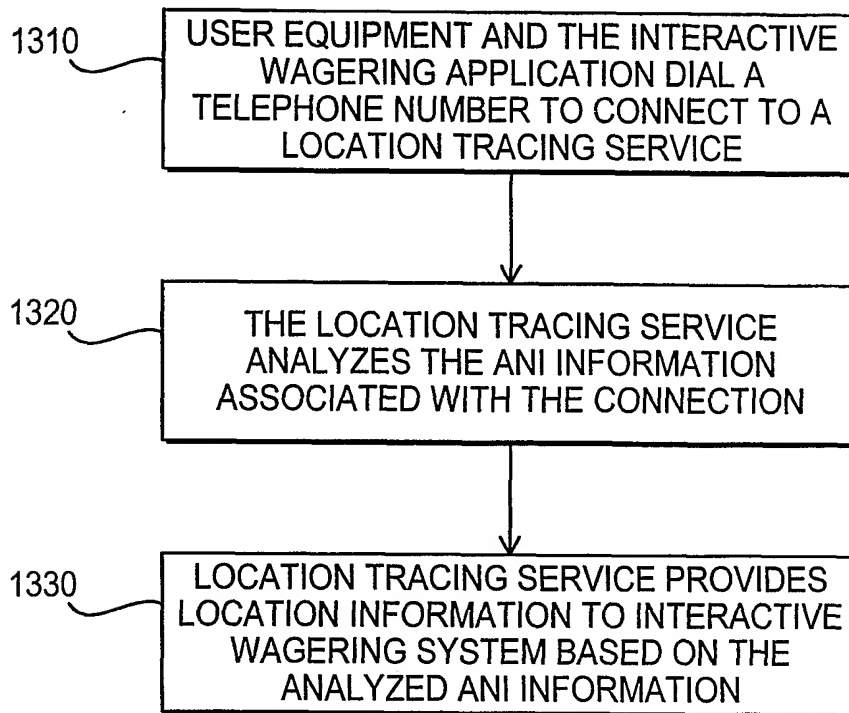 1310
USER EQUIPMENT AND THE INTERACTIVE
WAGERING APPLICATION DIAL A
TELEPHONE NUMBER TO CONNECT TO A
LOCATION TRACING SERVICE
1320
THE LOCATION TRACING SERVICE
ANALYZES THE ANI INFORMATION
ASSOCIATED WITH THE CONNECTION
1330
LOCATION TRACING SERVICE PROVIDES
LOCATION INFORMATION TO INTERACTIVE
WAGERING SYSTEM BASED ON THE
ANALYZED ANI INFORMATION